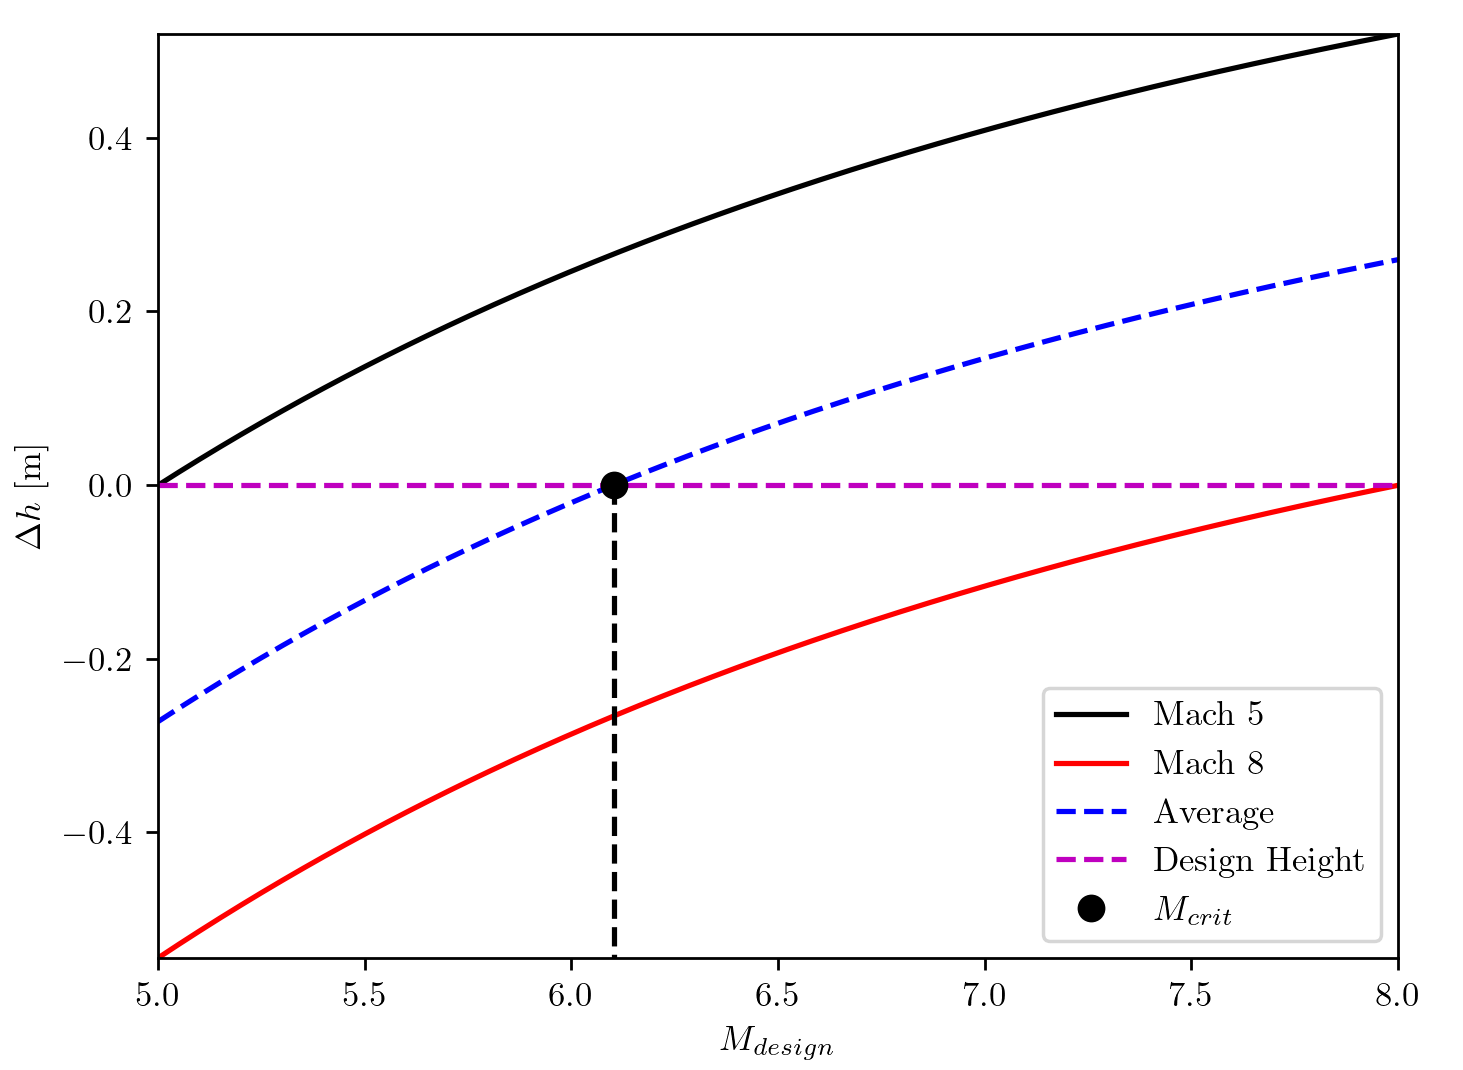 0.4
0.2
0.0
−0.2
−0.4
Δh [m]
5.0 5.5 6.0 6.5 7.0 7.5 8.0
M_design
Mach 5
Mach 8
Average
Design Height
M_crit